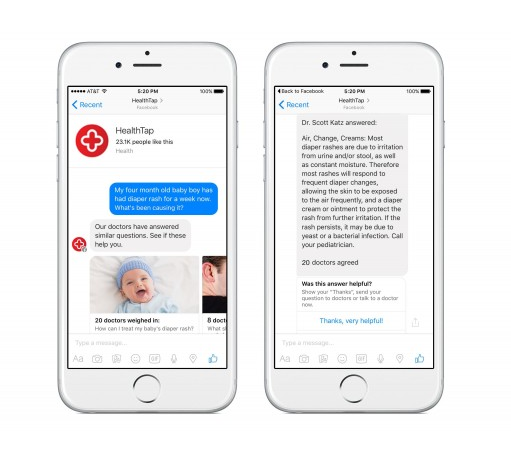 AT&T
5:20 PM
100%
Recent
HealthTap >
Facebook
HealthTap
23.1K people like this
Health
My four month old baby boy has
had diaper rash for a week now.
What's been causing it?
Our doctors have answered
similar questions. See if these
help you.
20 doctors weighed in:
How can I treat my baby's diaper rash?
8 doct
What s
Type a message...
Aa
GIF
Back to Facebook
5:20 PM
100%
Recent
HealthTap >
Facebook
Dr. Scott Katz answered:
Air, Change, Creams: Most
diaper rashes are due to irritation
from urine and/or stool, as well
as constant moisture. Therefore
most rashes will respond to
frequent diaper changes,
allowing the skin to be exposed
to the air frequently, and a diaper
cream or ointment to protect the
rash from further irritation. If the
rash persists, it may be due to
yeast or a bacterial infection. Call
your pediatrician.
20 doctors agreed
Was this answer helpful?
Show your "Thanks", send your
question to doctors or talk to a doctor
now.
Thanks, very helpful!
Type a message...
Aa
GIF